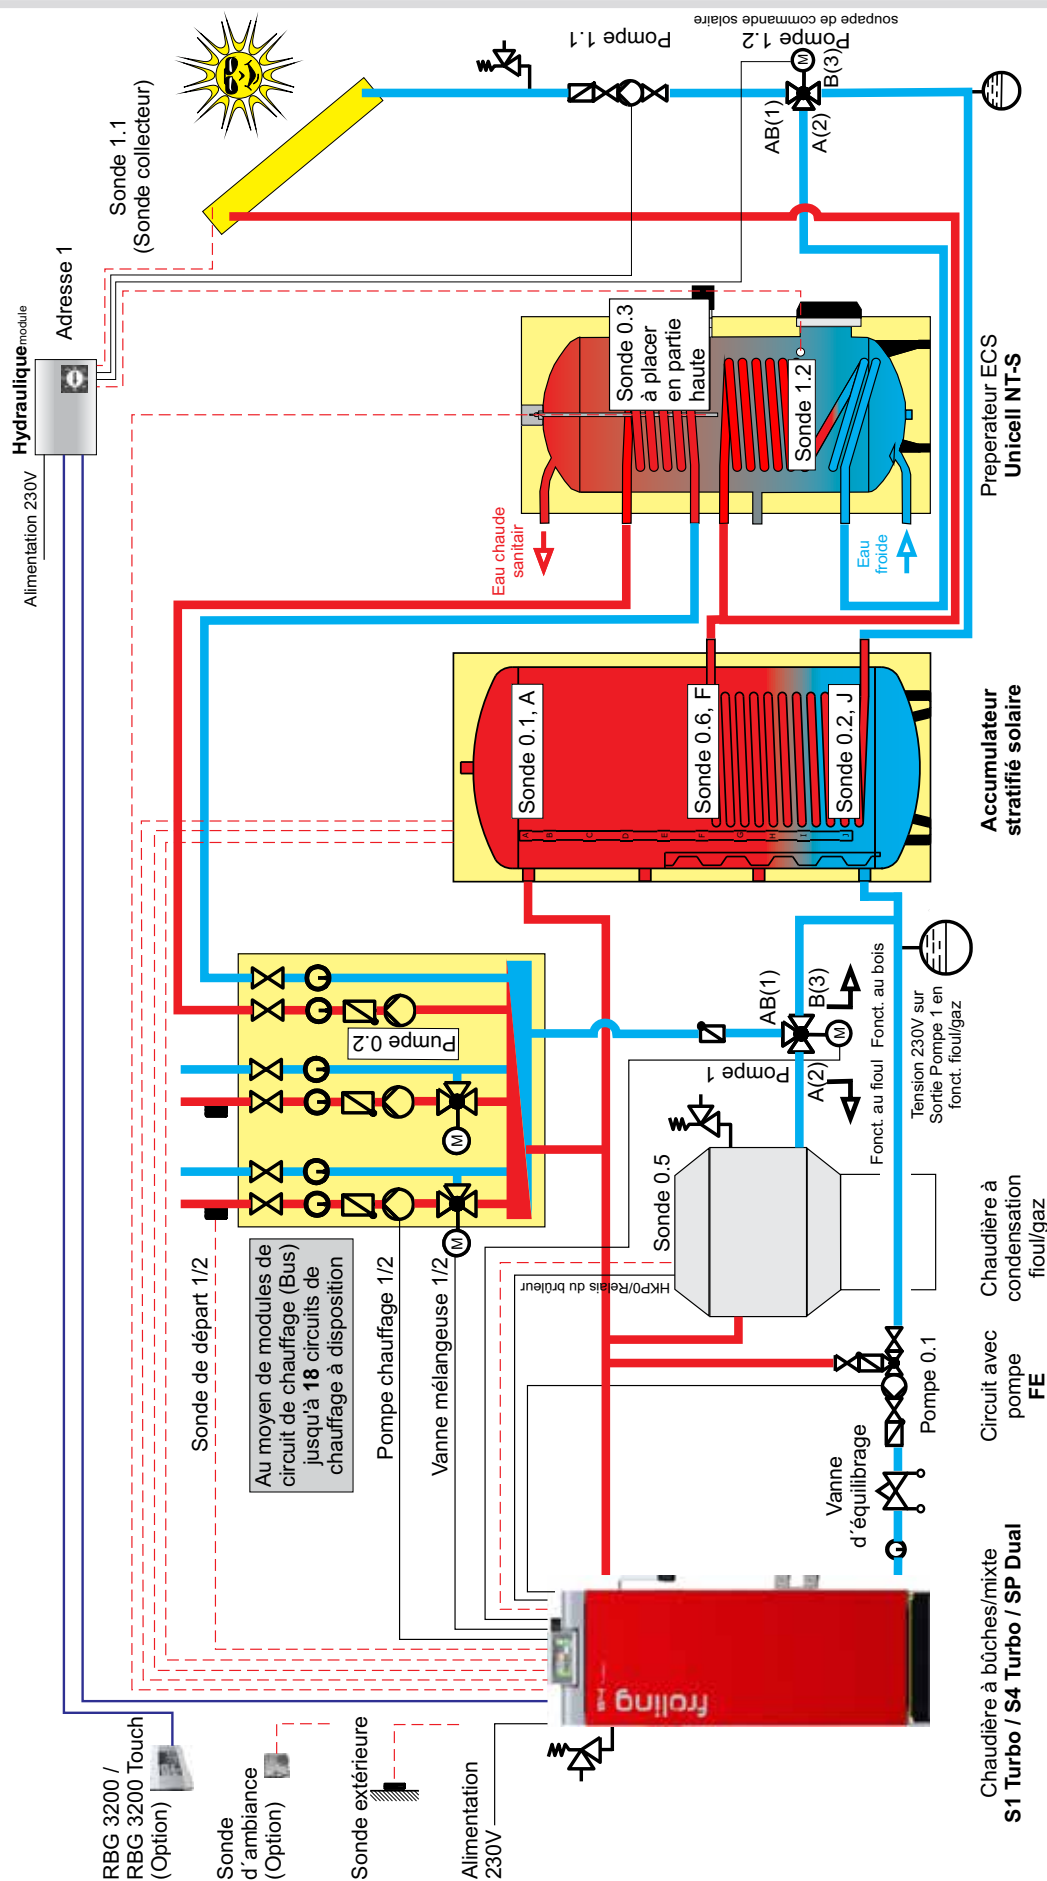 RBG 3200 /
RBG 3200 Touch
(Option)
Sonde
d´ambiance
(Option)
Sonde extérieure
Alimentation
230V
Alimentation 230V
Hydrauliquemodule
Adresse 1
Sonde 1.1
(Sonde collecteur)
Sonde de départ 1/2
Au moyen de modules de
circuit de chauffage (Bus)
jusqu'à 18 circuits de
chauffage à disposition
Pompe chauffage 1/2
Vanne mélangeuse 1/2
M
M
Pumpe 0.2
Eau chaude
sanitair
Eau
froide
Sonde 0.3
à placer
en partie
haute
Sonde 1.2
Pompe 1.1
Pompe 1.2
soupape de commande solaire
M
AB(1)
A(2)
B(3)
Sonde 0.1, A
Sonde 0.6, F
Sonde 0.2, J
A
B
C
D
E
F
G
H
I
J
HKP0/Relais du brûleur
Sonde 0.5
Pompe 1
AB(1)
B(3)
A(2)
M
Fonct. au fioul
Fonct. au bois
Tension 230V sur
Sortie Pompe 1 en
fonct. fioul/gaz
Vanne
d´équilibrage
Pompe 0.1
froling
S4
Chaudière à bûches/mixte
S1 Turbo / S4 Turbo / SP Dual
Circuit avec
pompe
FE
Chaudière à
condensation
fioul/gaz
Accumulateur
stratifié solaire
Preperateur ECS
Unicell NT-S